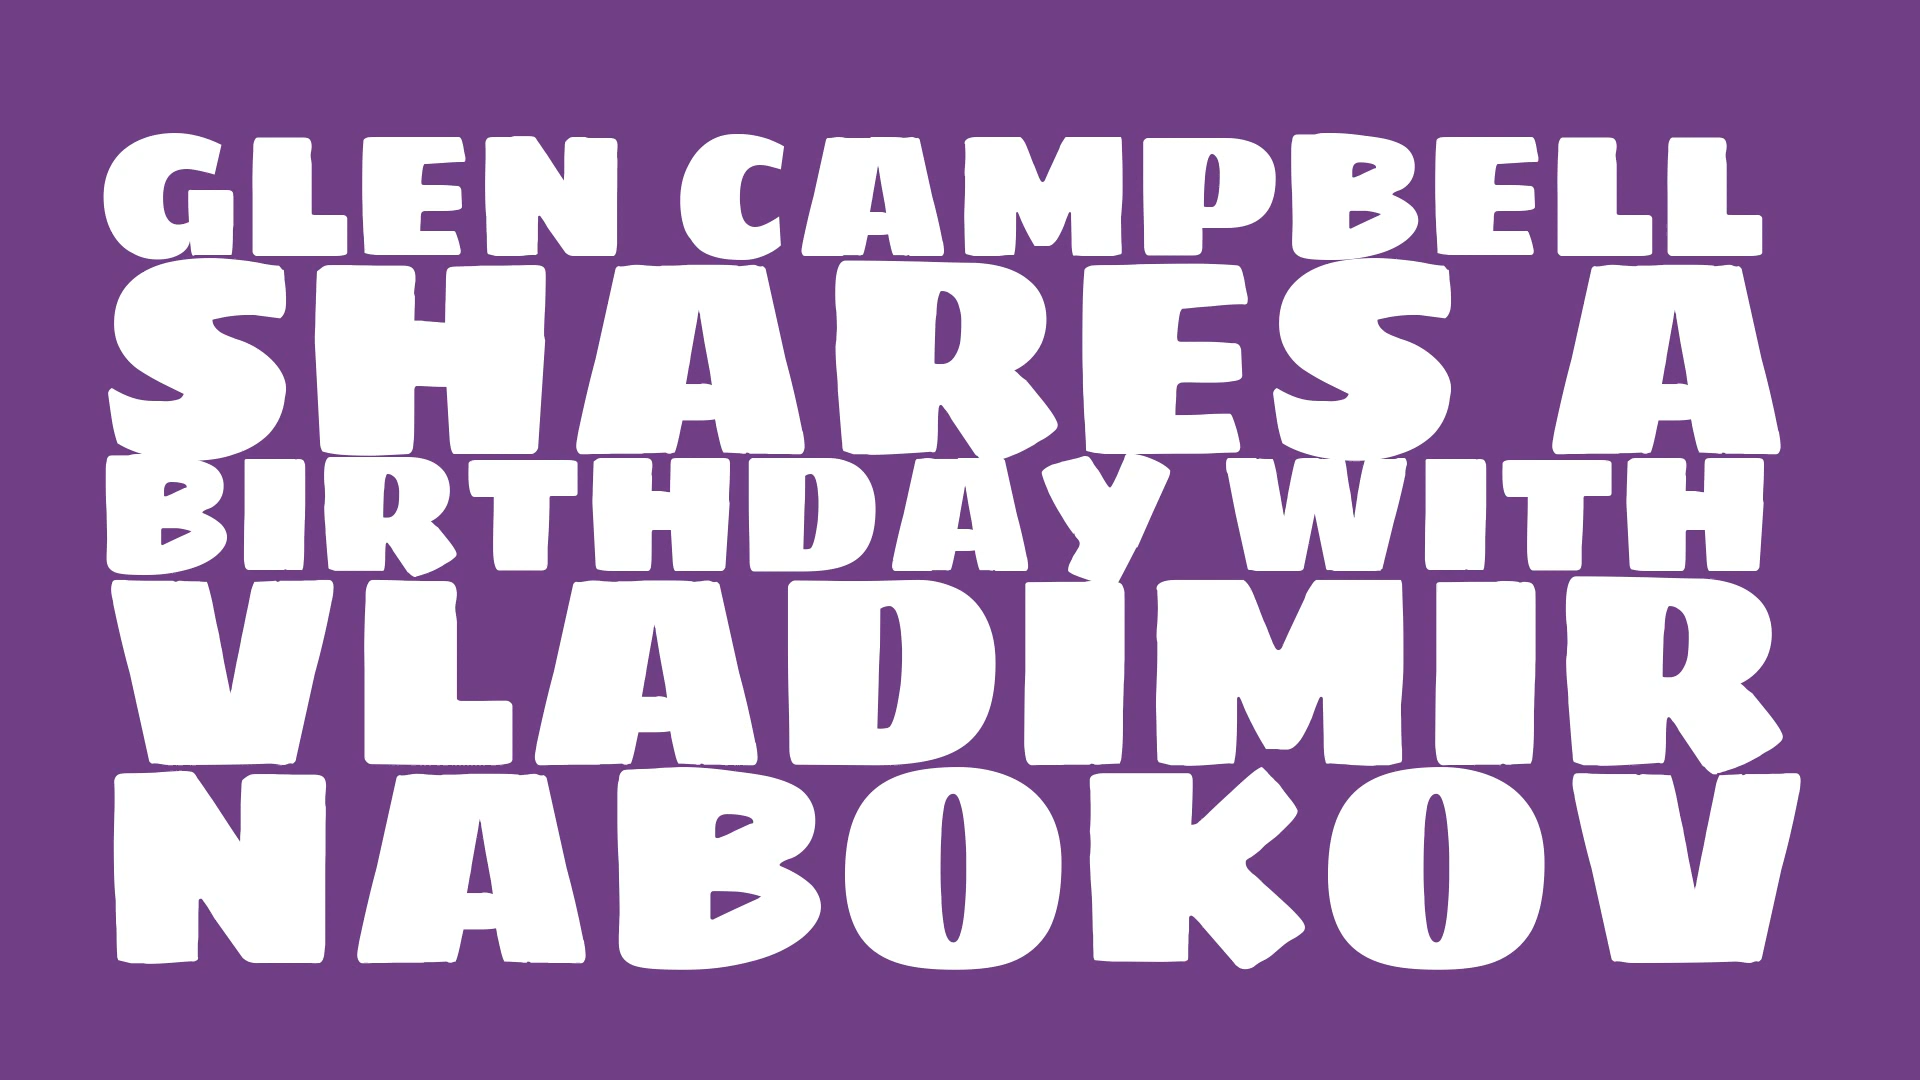 GLEN CAMPBELL
SHARES A
BIRTHDAY WITH
VLADIMIR
NABOKOV